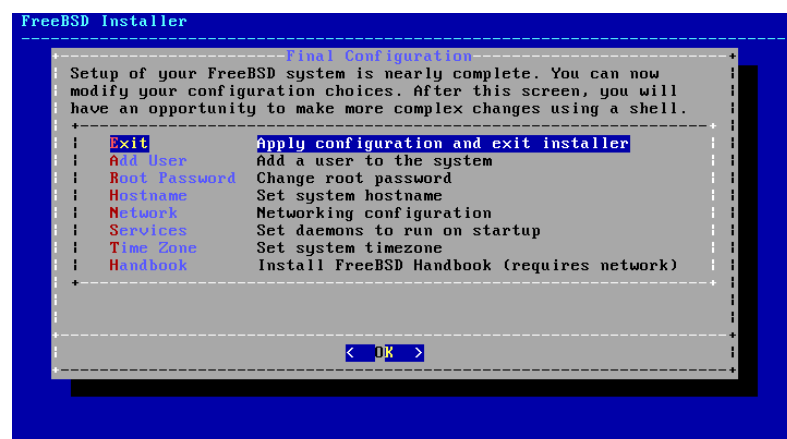 FreeBSD Installer
Final Configuration
Setup of your FreeBSD system is nearly complete. You can now
modify your configuration choices. After this screen, you will
have an opportunity to make more complex changes using a shell.
Exit Apply configuration and exit installer
Add User Add a user to the system
Root Password Change root password
Hostname Set system hostname
Network Networking configuration
Services Set daemons to run on startup
Time Zone Set system timezone
Handbook Install FreeBSD Handbook (requires network)
< OK >